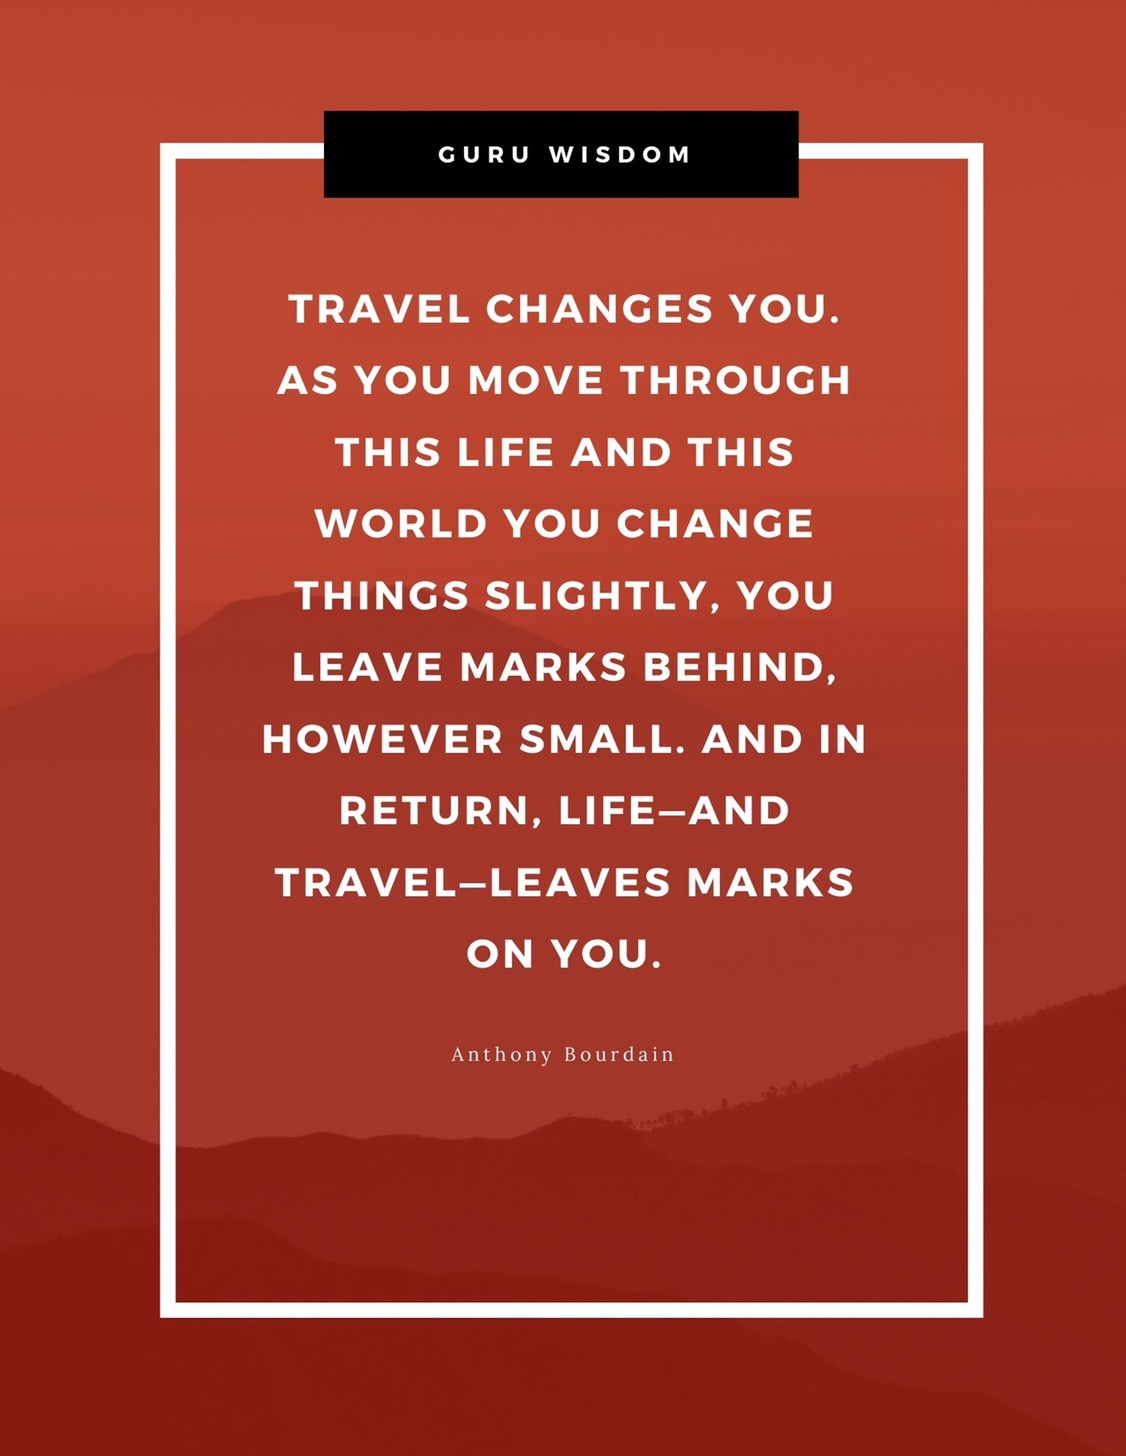 GURU WISDOM
TRAVEL CHANGES YOU.
AS YOU MOVE THROUGH
THIS LIFE AND THIS
WORLD YOU CHANGE
THINGS SLIGHTLY, YOU
LEAVE MARKS BEHIND,
HOWEVER SMALL. AND IN
RETURN, LIFE—AND
TRAVEL—LEAVES MARKS
ON YOU.
Anthony Bourdain